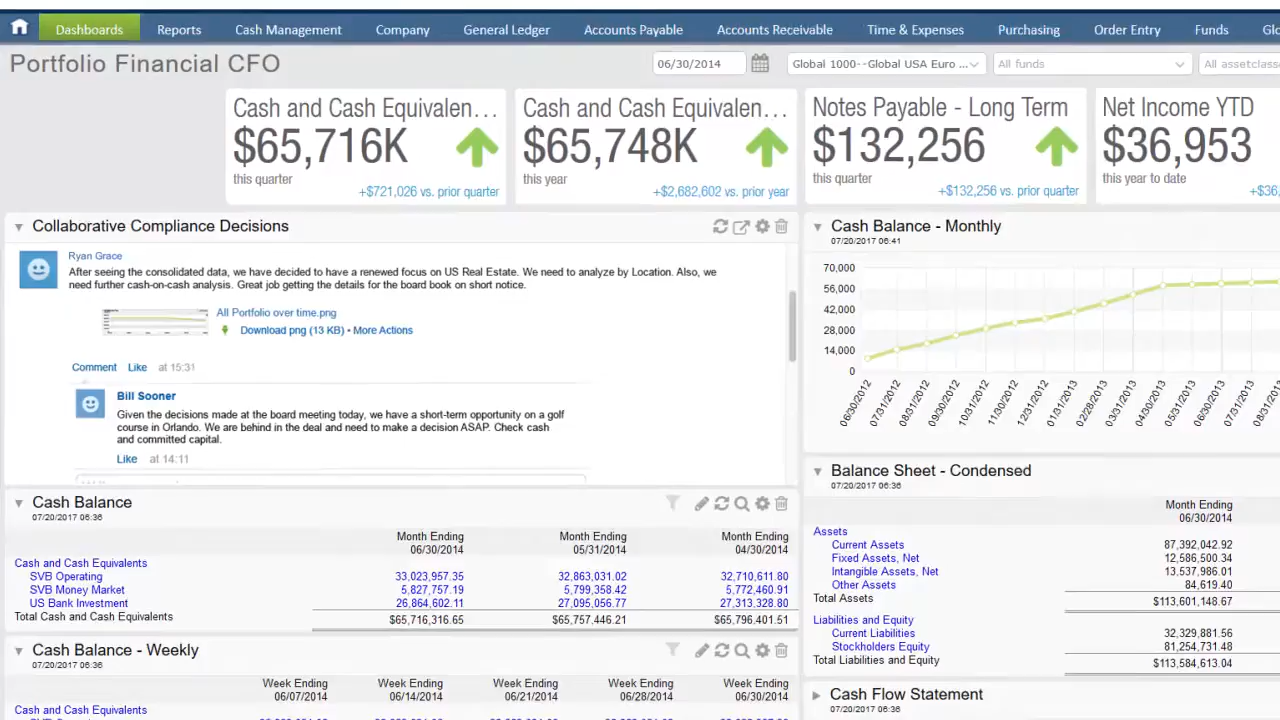 Dashboards Reports Cash Management Company General Ledger Accounts Payable Accounts Receivable Time & Expenses Purchasing Order Entry Funds Glo
Portfolio Financial CFO
06/30/2014 Global 1000--Global USA Euro ... All funds All assetclass
Cash and Cash Equivalen...
$65,716K
this quarter
+$721,026 vs. prior quarter
Cash and Cash Equivalen...
$65,748K
this year
+$2,682,602 vs. prior year
Notes Payable - Long Term
$132,256
this quarter
+$132,256 vs. prior quarter
Net Income YTD
$36,953
this year to date
+$36,
Collaborative Compliance Decisions
Ryan Grace
After seeing the consolidated data, we have decided to have a renewed focus on US Real Estate. We need to analyze by Location. Also, we
need further cash-on-cash analysis. Great job getting the details for the board book on short notice.
All Portfolio over time.png
Download png (13 KB) • More Actions
Comment Like at 15:31
Bill Sooner
Given the decisions made at the board meeting today, we have a short-term opportunity on a golf
course in Orlando. We are behind in the deal and need to make a decision ASAP. Check cash
and committed capital.
Like at 14:11
Cash Balance - Monthly
07/20/2017 06:41
70,000
56,000
42,000
28,000
14,000
0
06/30/2012 07/31/2012 08/31/2012 09/30/2012 10/31/2012 11/30/2012 12/31/2012 01/31/2013 02/28/2013 03/31/2013 04/30/2013 05/31/2013 06/30/2013 07/31/2013 08/31/2013
Cash Balance
07/20/2017 06:36
Month Ending Month Ending Month Ending
06/30/2014 05/31/2014 04/30/2014
Cash and Cash Equivalents
SVB Operating 33,023,957.35 32,863,031.02 32,710,611.80
SVB Money Market 5,827,757.19 5,799,358.42 5,772,460.91
US Bank Investment 26,864,602.11 27,095,056.77 27,313,328.80
Total Cash and Cash Equivalents $65,716,316.65 $65,757,446.21 $65,796,401.51
Balance Sheet - Condensed
07/20/2017 06:36
Month Ending
06/30/2014
Assets
Current Assets 87,392,042.92
Fixed Assets, Net 12,586,500.34
Intangible Assets, Net 13,537,986.01
Other Assets 84,619.40
Total Assets $113,601,148.67
Liabilities and Equity
Current Liabilities 32,329,881.56
Stockholders Equity 81,254,731.48
Total Liabilities and Equity $113,584,613.04
Cash Balance - Weekly
07/20/2017 06:36
Week Ending Week Ending Week Ending Week Ending Week Ending
06/07/2014 06/14/2014 06/21/2014 06/28/2014 06/30/2014
Cash and Cash Equivalents
Cash Flow Statement
07/20/2017 06:36